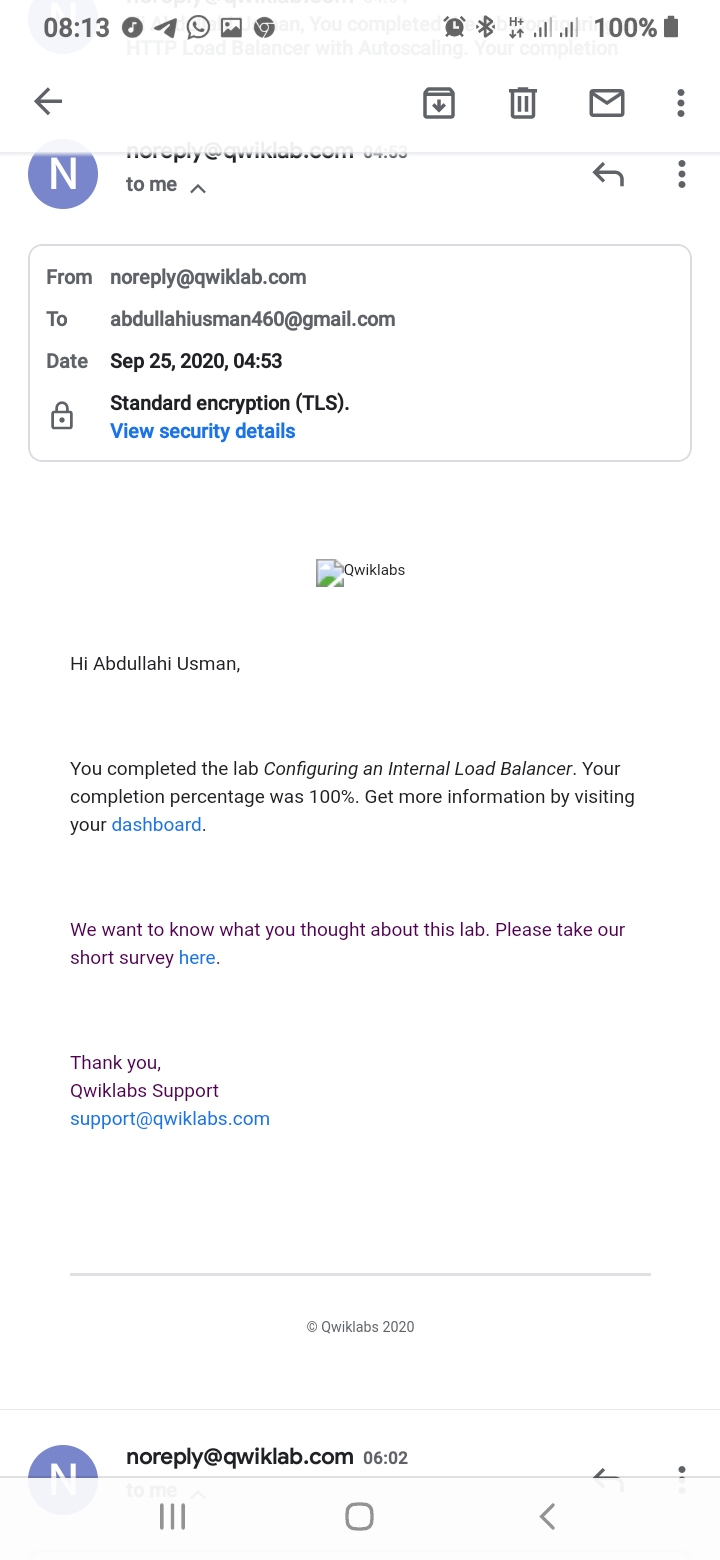 noreply@qwiklab.com 04:04
08:13
H+
100%
an, You completed
HTTP Load Balancer with Autoscaling. Your completion
N
noreply@qwiklab.com 04:53
to me
From noreply@qwiklab.com
To abdullahiusman460@gmail.com
Date Sep 25, 2020, 04:53
Standard encryption (TLS).
View security details
Qwiklabs
Hi Abdullahi Usman,
You completed the lab Configuring an Internal Load Balancer. Your
completion percentage was 100%. Get more information by visiting
your dashboard.
We want to know what you thought about this lab. Please take our
short survey here.
Thank you,
Qwiklabs Support
support@qwiklabs.com
© Qwiklabs 2020
N
noreply@qwiklab.com 06:02
to me